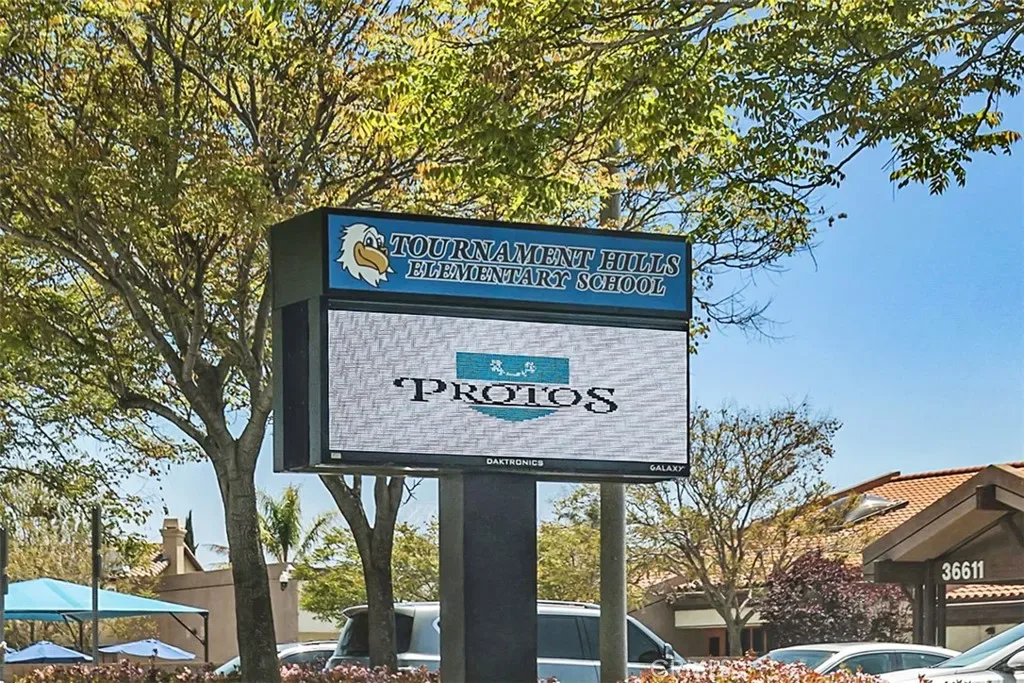 TOURNAMENT HILLS
ELEMENTARY SCHOOL
PROTOS
DAKTRONICS
GALAXY
36611